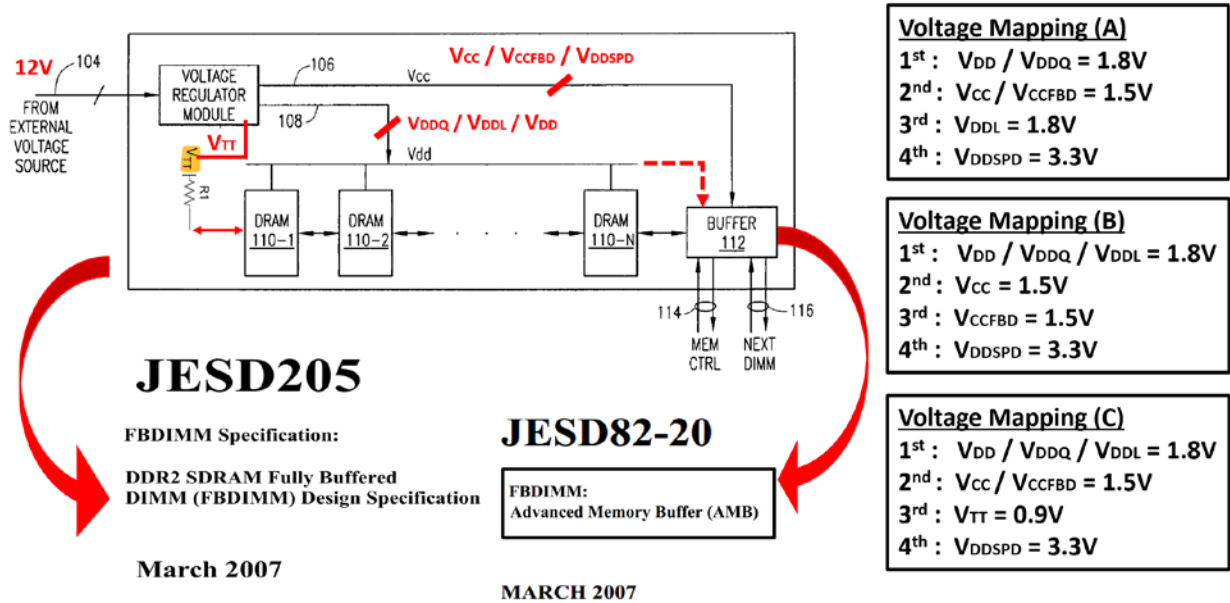 12V
104
FROM
EXTERNAL
VOLTAGE
SOURCE
VOLTAGE
REGULATOR
MODULE
106
108
VCC / VCCFBD / VDDSPD
Vcc
VDDQ / VDDL / VDD
Vdd
VTT
VTT
R1
DRAM
110-1
DRAM
110-2
. . . .
DRAM
110-N
BUFFER
112
114
116
MEM
CTRL
NEXT
DIMM
JESD205
FBDIMM Specification:
DDR2 SDRAM Fully Buffered
DIMM (FBDIMM) Design Specification
March 2007
JESD82-20
FBDIMM:
Advanced Memory Buffer (AMB)
MARCH 2007
Voltage Mapping (A)
1st : VDD / VDDQ = 1.8V
2nd : VCC / VCCFBD = 1.5V
3rd : VDDL = 1.8V
4th : VDDSPD = 3.3V
Voltage Mapping (B)
1st : VDD / VDDQ / VDDL = 1.8V
2nd : VCC = 1.5V
3rd : VCCFBD = 1.5V
4th : VDDSPD = 3.3V
Voltage Mapping (C)
1st : VDD / VDDQ / VDDL = 1.8V
2nd : VCC / VCCFBD = 1.5V
3rd : VTT = 0.9V
4th : VDDSPD = 3.3V